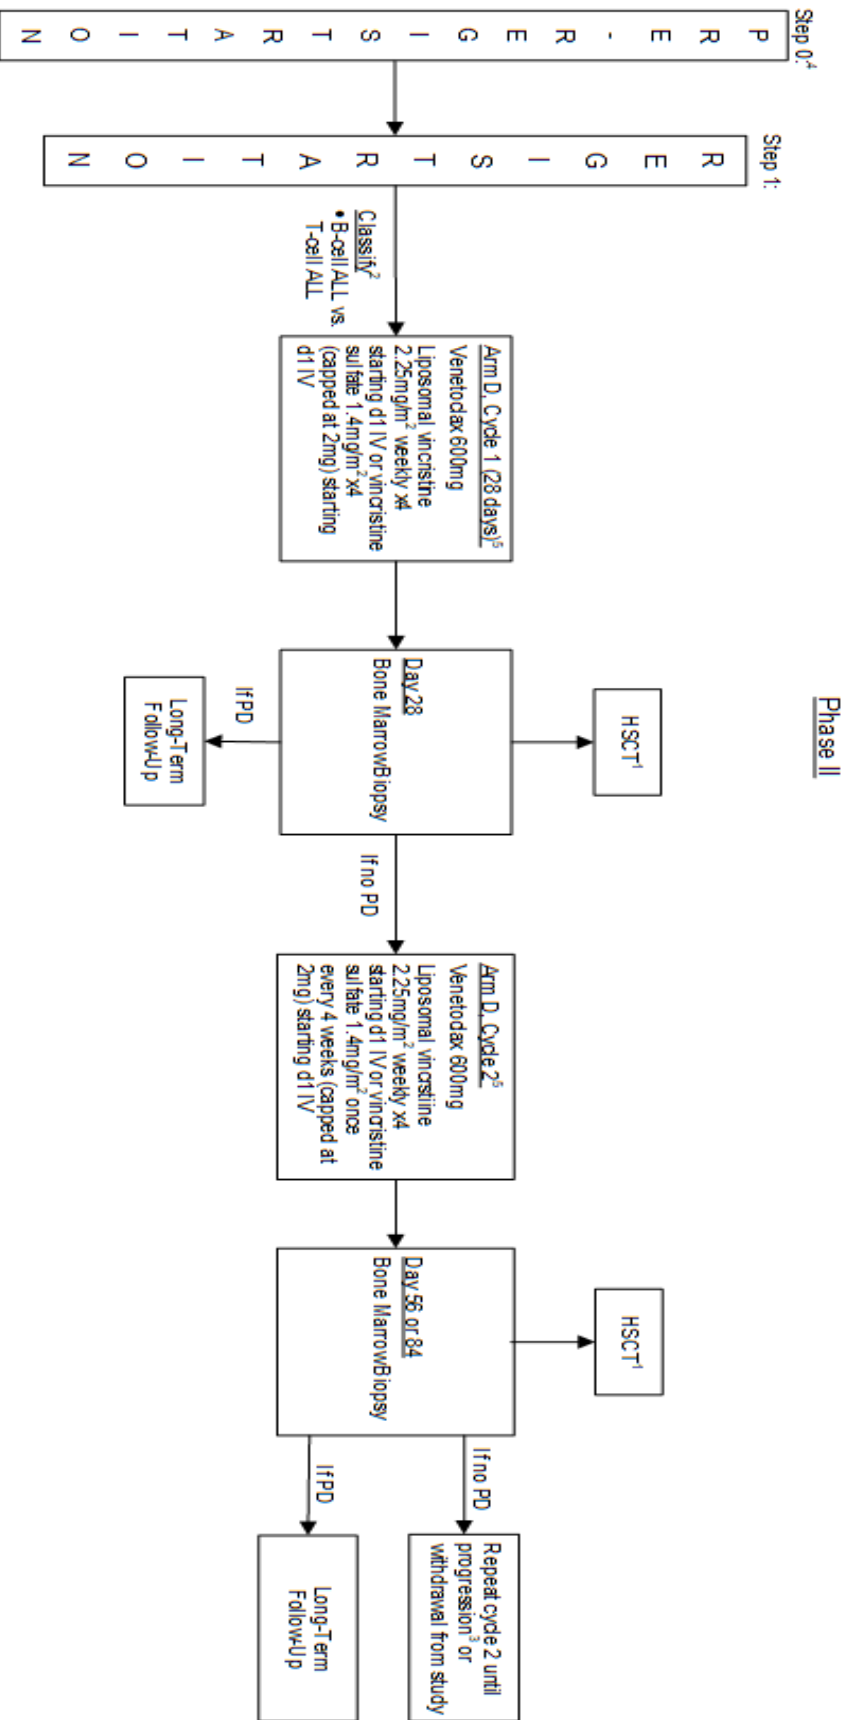 Phase II
Step 0:⁴
P R E - R E G I S T R A T I O N
Step 1:
R E G I S T R A T I O N
Classify²
• B-cell ALL vs.
T-cell ALL
Arm D, Cycle 1 (28 days)⁵
Venetoclax 600mg
Liposomal vincristine
2.25mg/m² weekly x4
starting d1 IV or vincristine
sulfate 1.4mg/m² x4
(capped at 2mg) starting
d1 IV
HSCT¹
Day 28
Bone Marrow Biopsy
If PD
Long-Term
Follow-Up
If no PD
Arm D, Cycle 2⁵
Venetoclax 600mg
Liposomal vincrstiine
2.25mg/m² weekly x4
starting d1 IV or vincristine
sulfate 1.4mg/m² once
every 4 weeks (capped at
2mg) starting d1 IV
HSCT¹
Day 56 or 84
Bone Marrow Biopsy
If no PD
Repeat cycle 2 until
progression³ or
withdrawal from study
If PD
Long-Term
Follow-Up